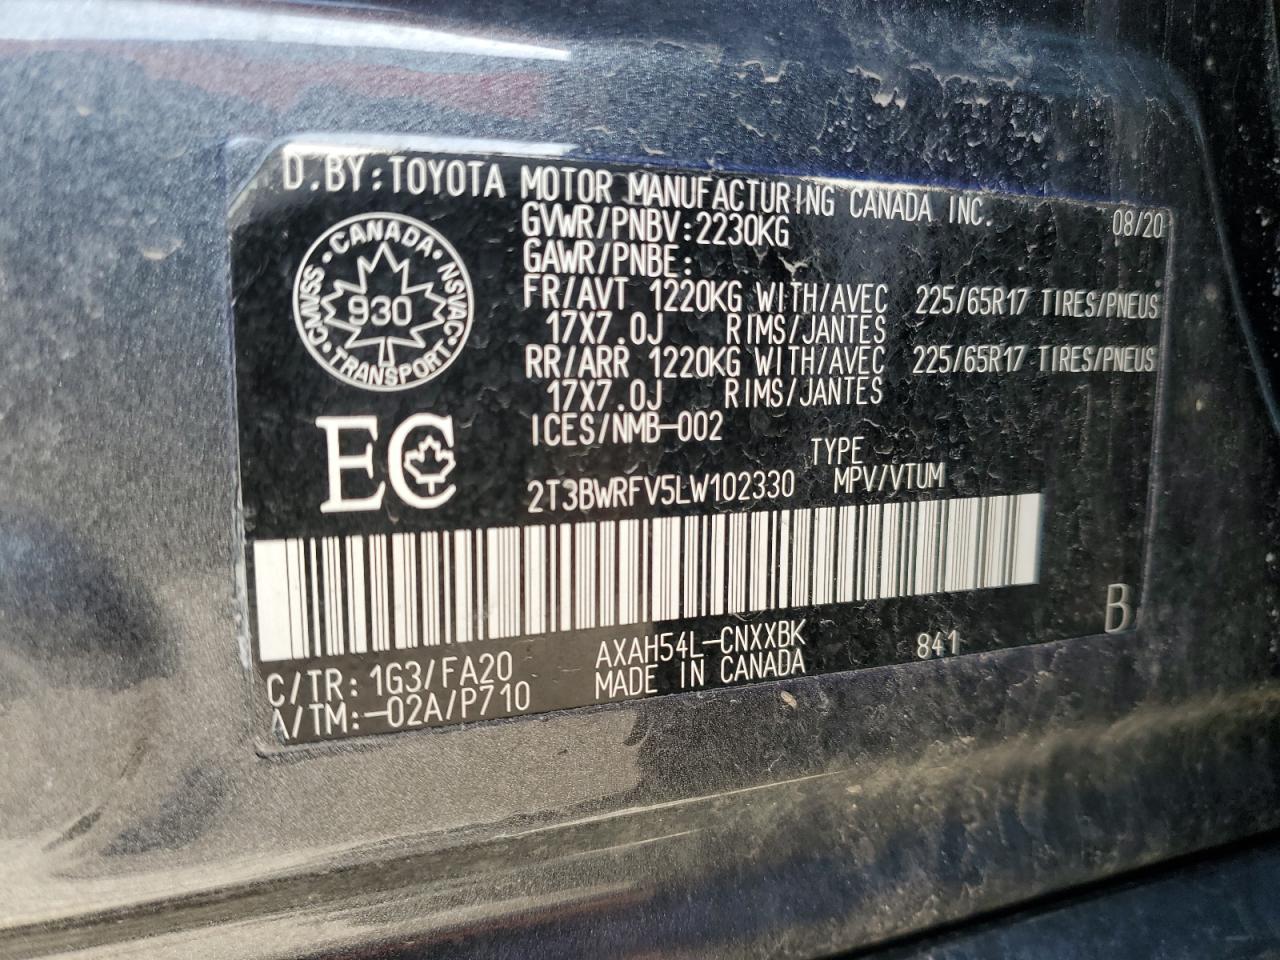 D.BY:TOYOTA MOTOR MANUFACTURING CANADA INC.
08/20
GVWR/PNBV:2230KG
GAWR/PNBE:
FR/AVT 1220KG WITH/AVEC 225/65R17 TIRES/PNEUS
17X7.0J RIMS/JANTES
RR/ARR 1220KG WITH/AVEC 225/65R17 TIRES/PNEUS
17X7.0J RIMS/JANTES
ICES/NMB-002
CANADA
NSVAC
TRANSPORT
CMVSS
930
EC
TYPE
2T3BWRFV5LW102330 MPV/VTUM
B
C/TR: 1G3/FA20 AXAH54L-CNXXBK 841
A/TM:-02A/P710 MADE IN CANADA